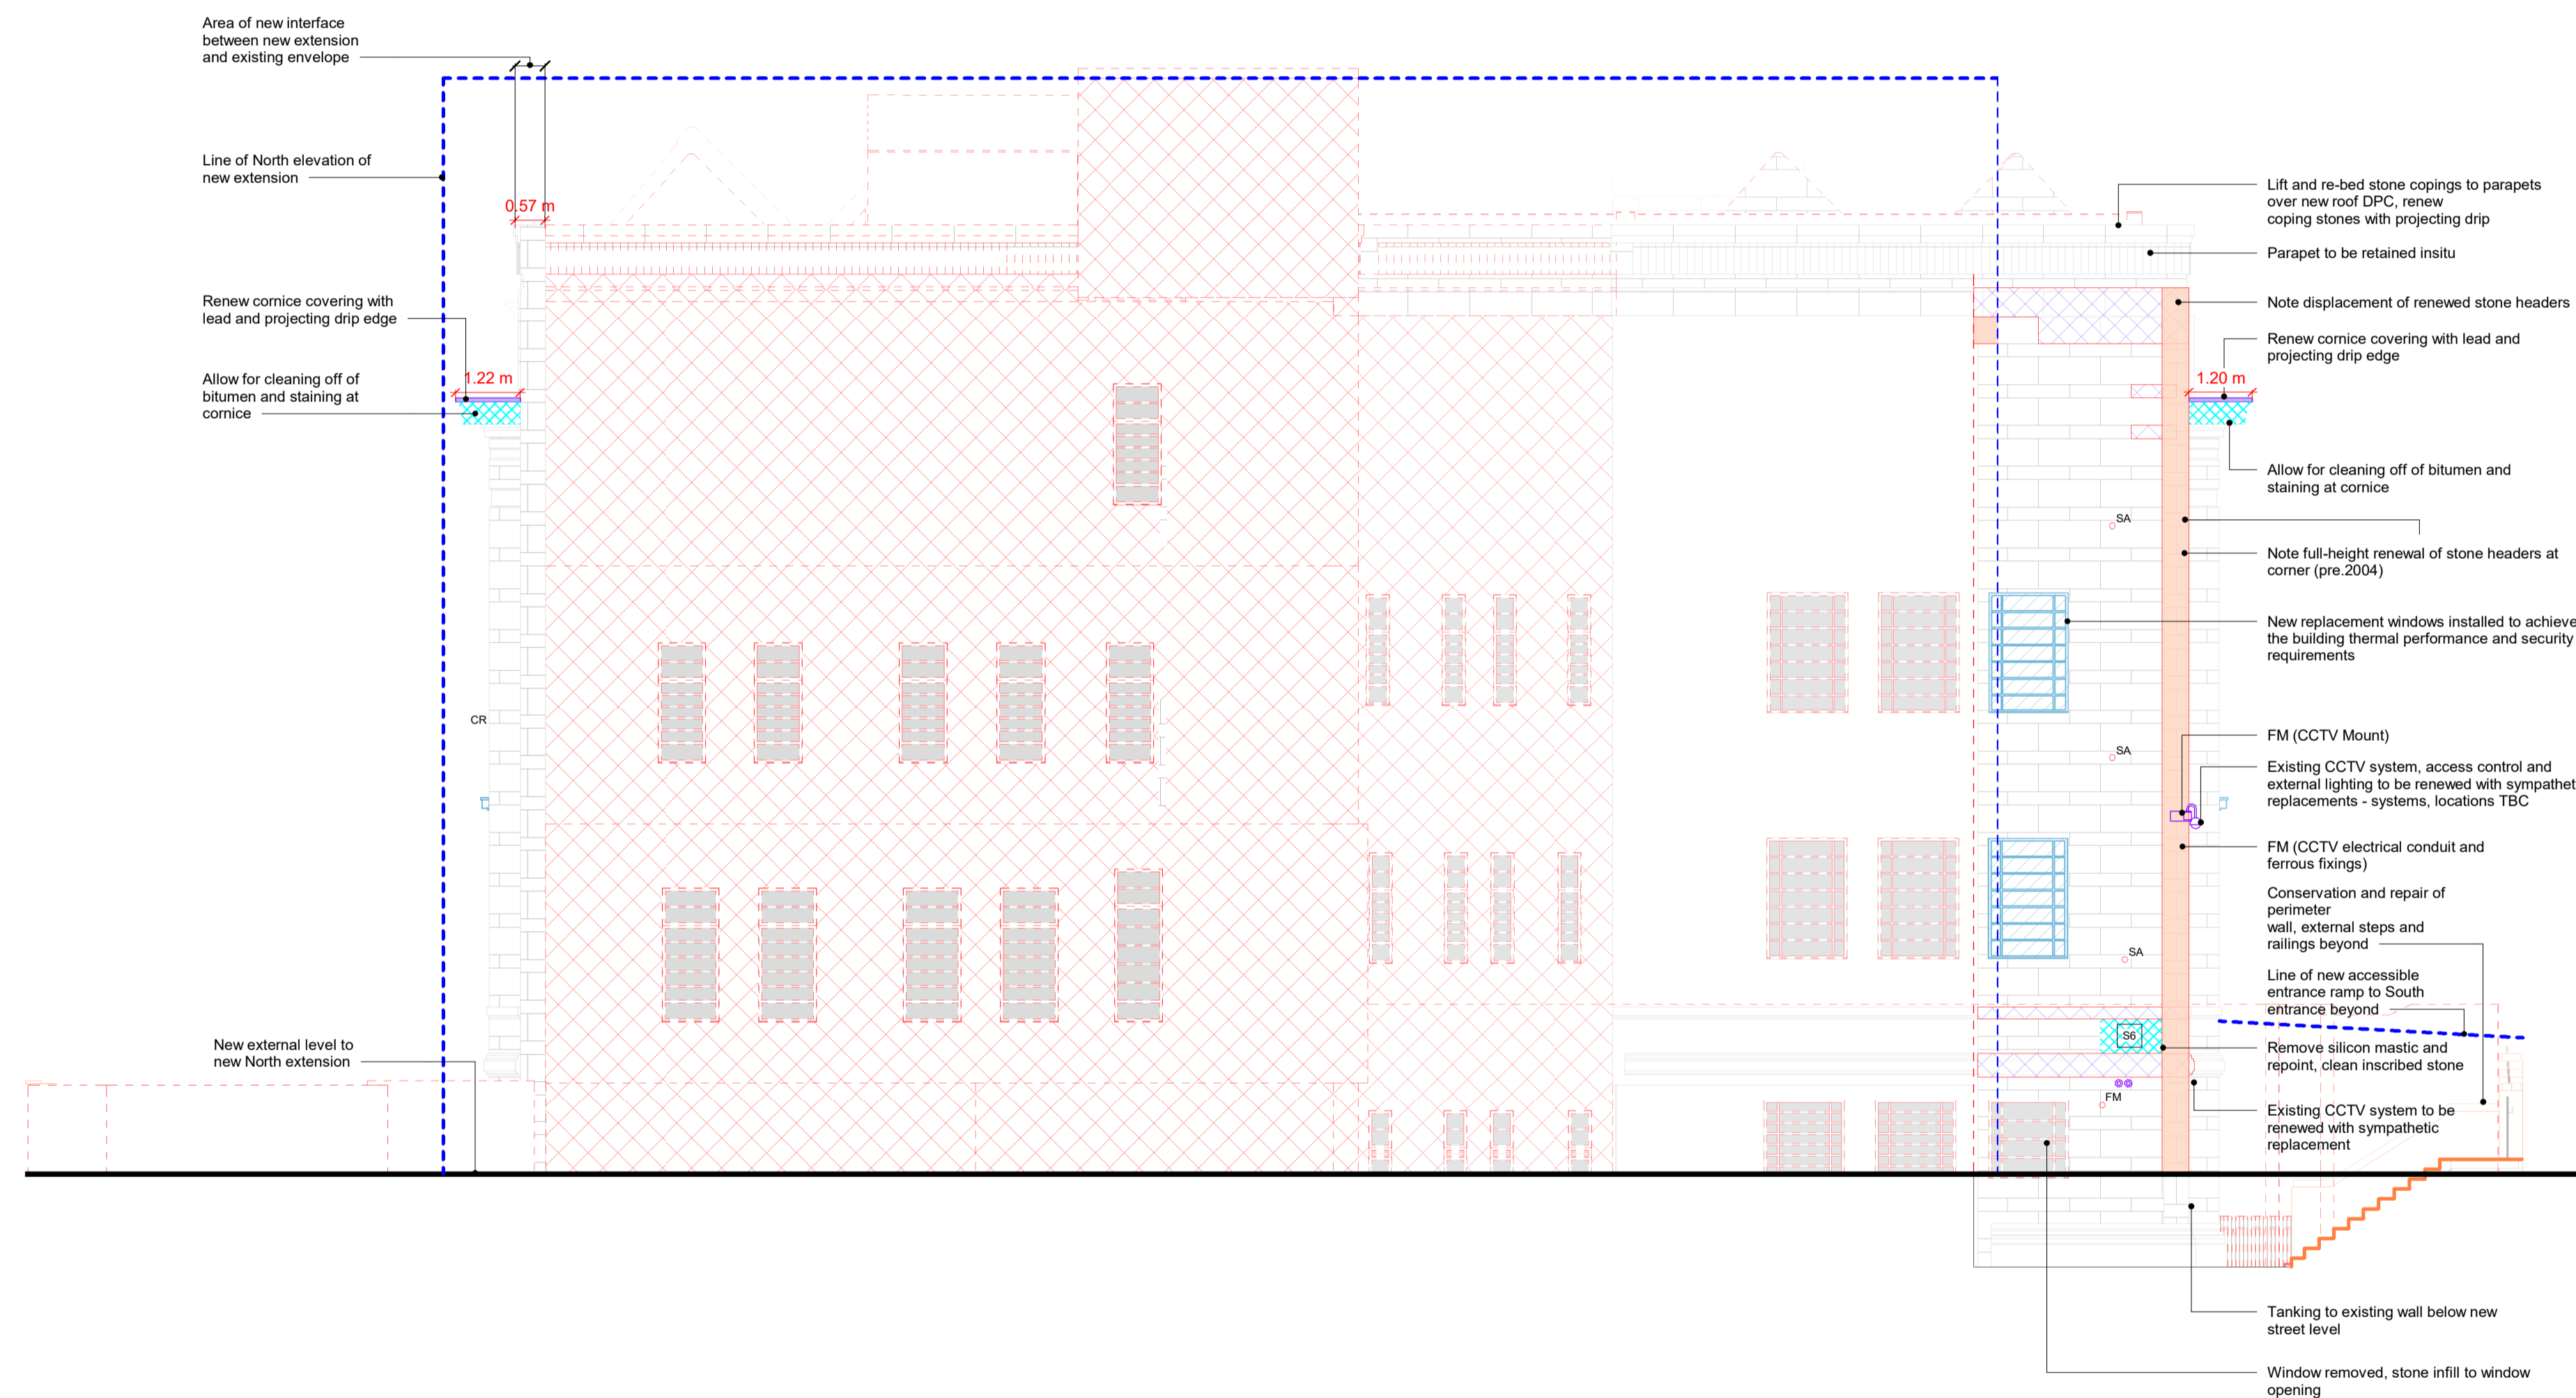 Area of new interface
between new extension
and existing envelope
Line of North elevation of
new extension
0.57 m
Renew cornice covering with
lead and projecting drip edge
1.22 m
Allow for cleaning off of
bitumen and staining at
cornice
CR
New external level to
new North extension
Lift and re-bed stone copings to parapets
over new roof DPC, renew
coping stones with projecting drip
Parapet to be retained insitu
Note displacement of renewed stone headers
Renew cornice covering with lead and
projecting drip edge
1.20 m
Allow for cleaning off of bitumen and
staining at cornice
SA
Note full-height renewal of stone headers at
corner (pre.2004)
New replacement windows installed to achieve
the building thermal performance and security
requirements
FM (CCTV Mount)
SA
Existing CCTV system, access control and
external lighting to be renewed with sympathet
replacements - systems, locations TBC
FM (CCTV electrical conduit and
ferrous fixings)
Conservation and repair of
perimeter
wall, external steps and
railings beyond
SA
Line of new accessible
entrance ramp to South
entrance beyond
S6
Remove silicon mastic and
repoint, clean inscribed stone
FM
Existing CCTV system to be
renewed with sympathetic
replacement
Tanking to existing wall below new
street level
Window removed, stone infill to window
opening